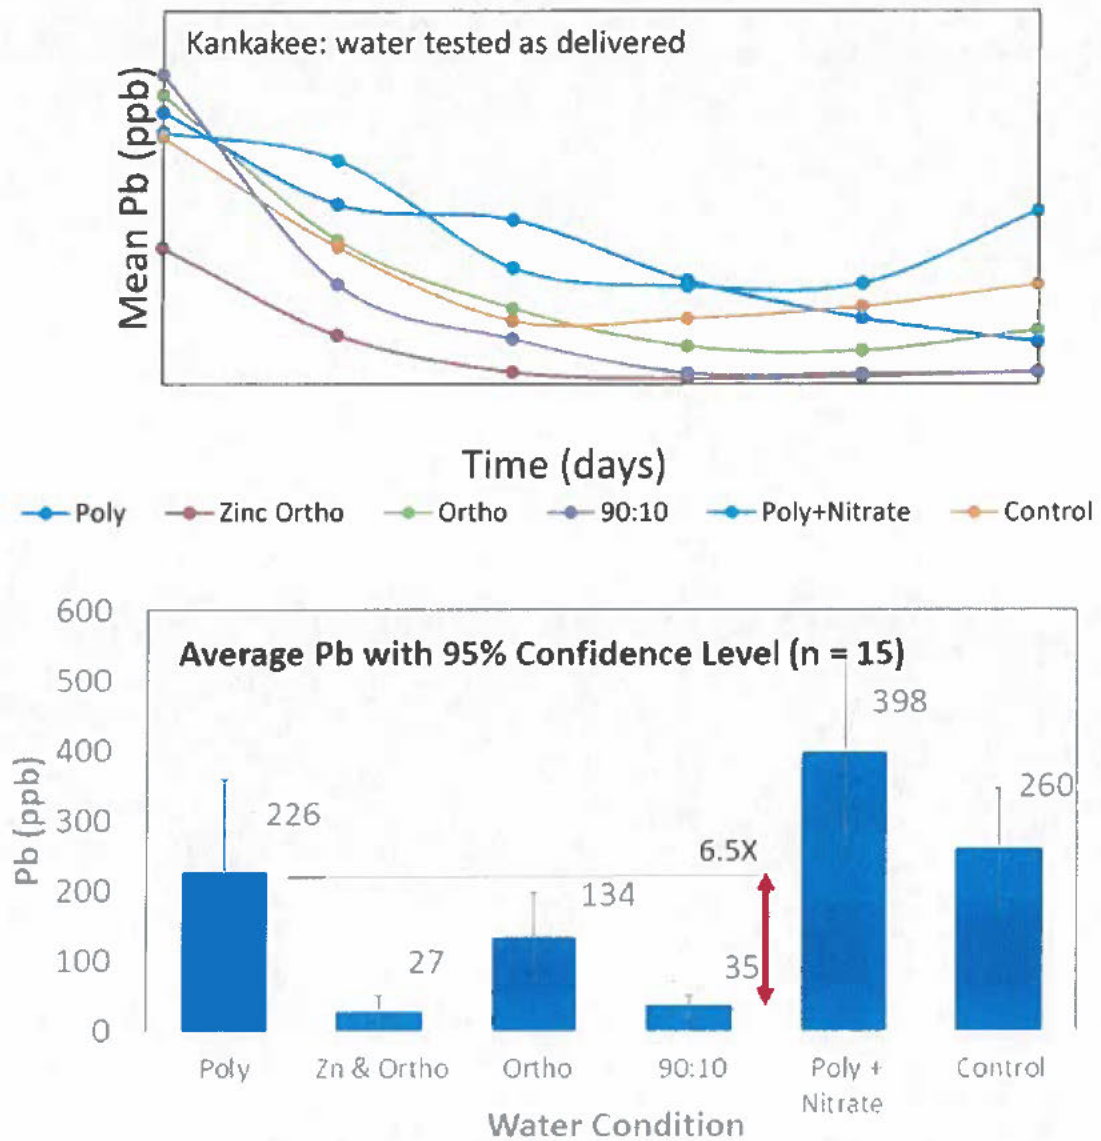 Kankakee: water tested as delivered
Mean Pb (ppb)
Time (days)
Poly Zinc Ortho Ortho 90:10 Poly+Nitrate Control
600
Average Pb with 95% Confidence Level (n = 15)
500
398
400
Pb (ppb)
300
226
260
6.5X
200
134
100
27
35
0
Poly Zn & Ortho Ortho 90:10 Poly + Control
Nitrate
Water Condition